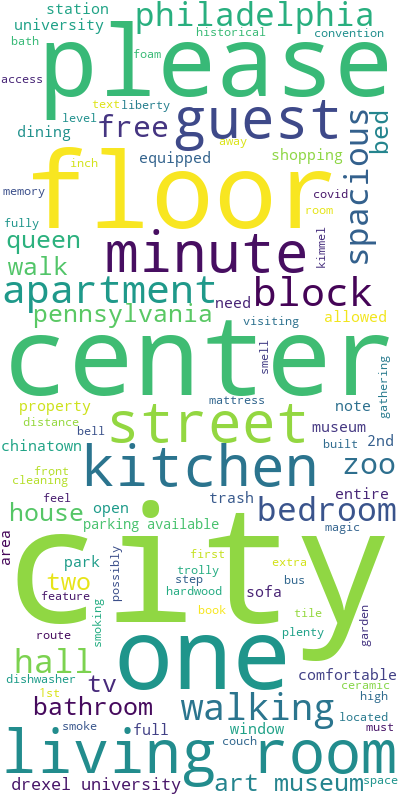 station
philadelphia
university
historical
convention
bath
please
foam
access
text
liberty
guest
bed
level
free
dining
away
spacious
equipped
shopping
floor
inch
memory
covid
room
fully
kimmel
queen
minute
walk
apartment
block
need
pennsylvania
visiting
allowed
center
smell
gathering
mattress
property
street
note
distance
bell
museum
chinatown
built
2nd
kitchen
zoo
front
cleaning
entire
feel
trash
house
open
bedroom
parking available
magic
city
area
park
possibly
first
two
trolly
step
bus
extra
feature
hardwood
sofa
book
tile
smoking
garden
route
one
plenty
hall
comfortable
dishwasher
tv
ceramic
1st
walking
high
bathroom
located
smoke
full
window
must
living room
couch
drexel university
art museum
space